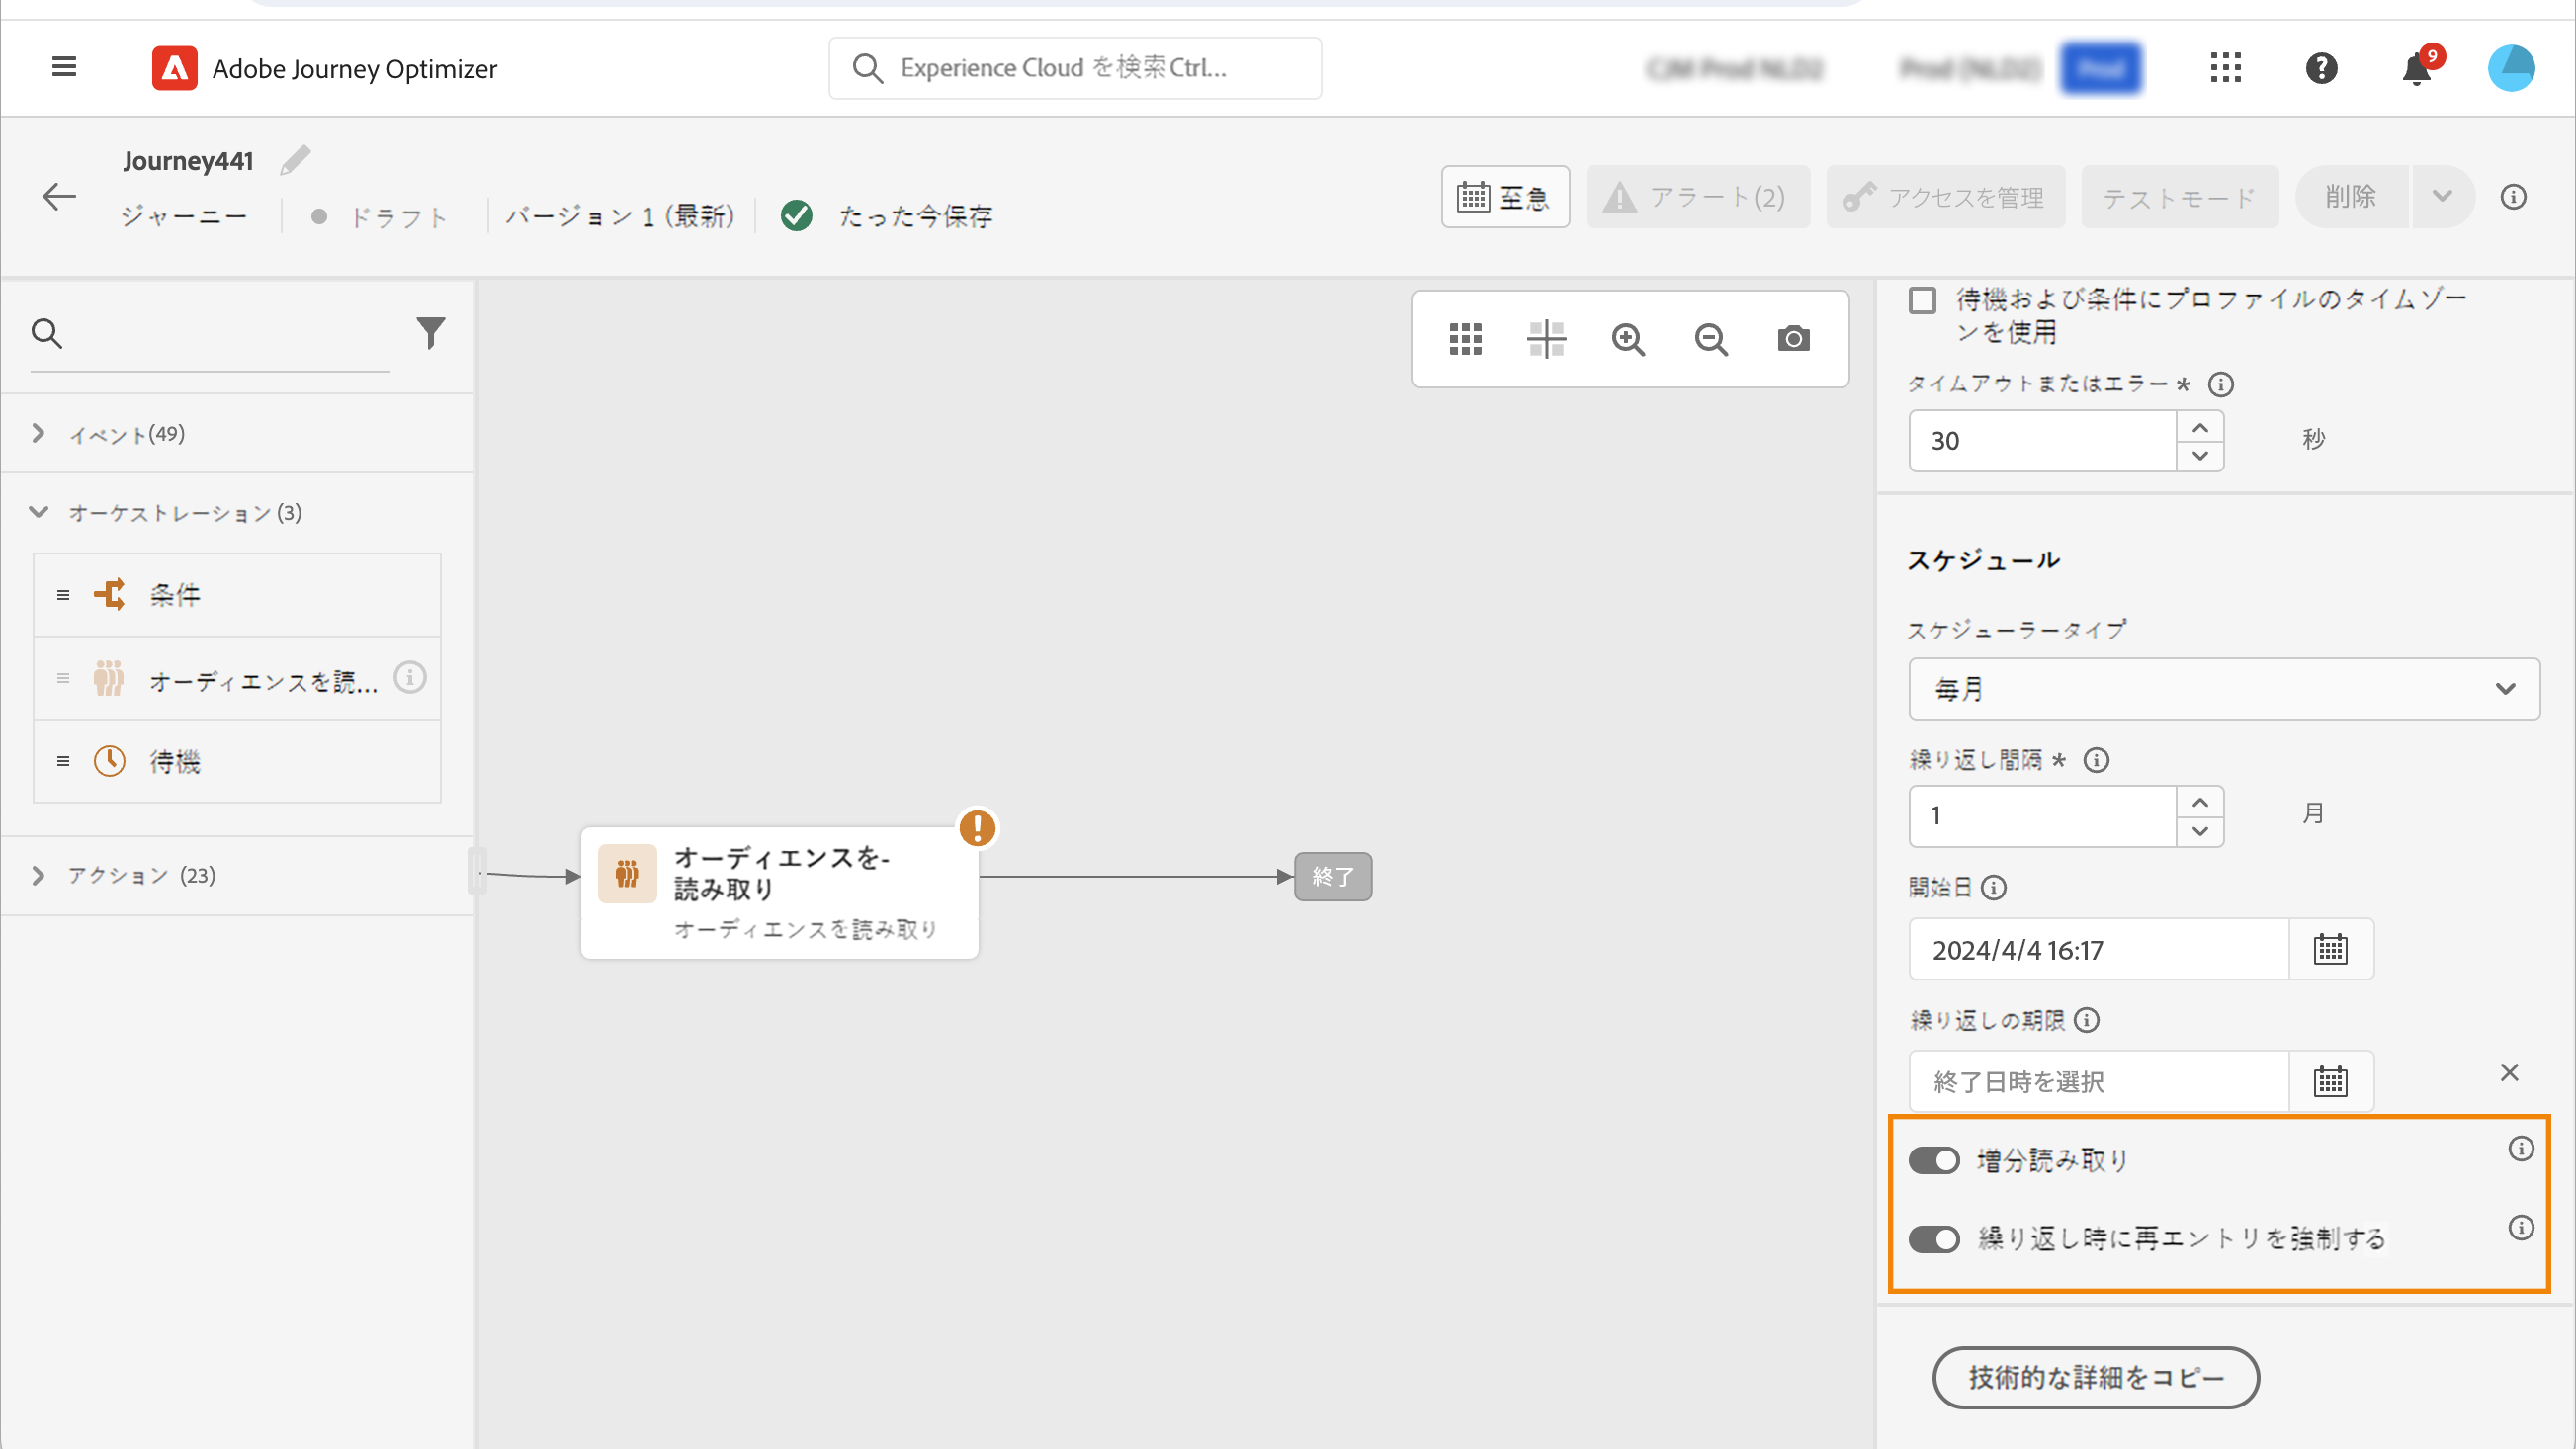 Adobe Journey Optimizer
Experience Cloud を検索Ctrl...
CJM Prod NLD2
Prod (NLD2)
Prod
9
Journey441
ジャーニー
ドラフト
バージョン 1 (最新)
たった今保存
至急
アラート(2)
アクセスを管理
テストモード
削除
イベント(49)
オーケストレーション (3)
条件
オーディエンスを読...
待機
アクション (23)
オーディエンスを-
読み取り
オーディエンスを読み取り
終了
待機および条件にプロファイルのタイムゾー
ンを使用
タイムアウトまたはエラー *
30
秒
スケジュール
スケジューラータイプ
毎月
繰り返し間隔 *
1
月
開始日
2024/4/4 16:17
繰り返しの期限
終了日時を選択
増分読み取り
繰り返し時に再エントリを強制する
技術的な詳細をコピー